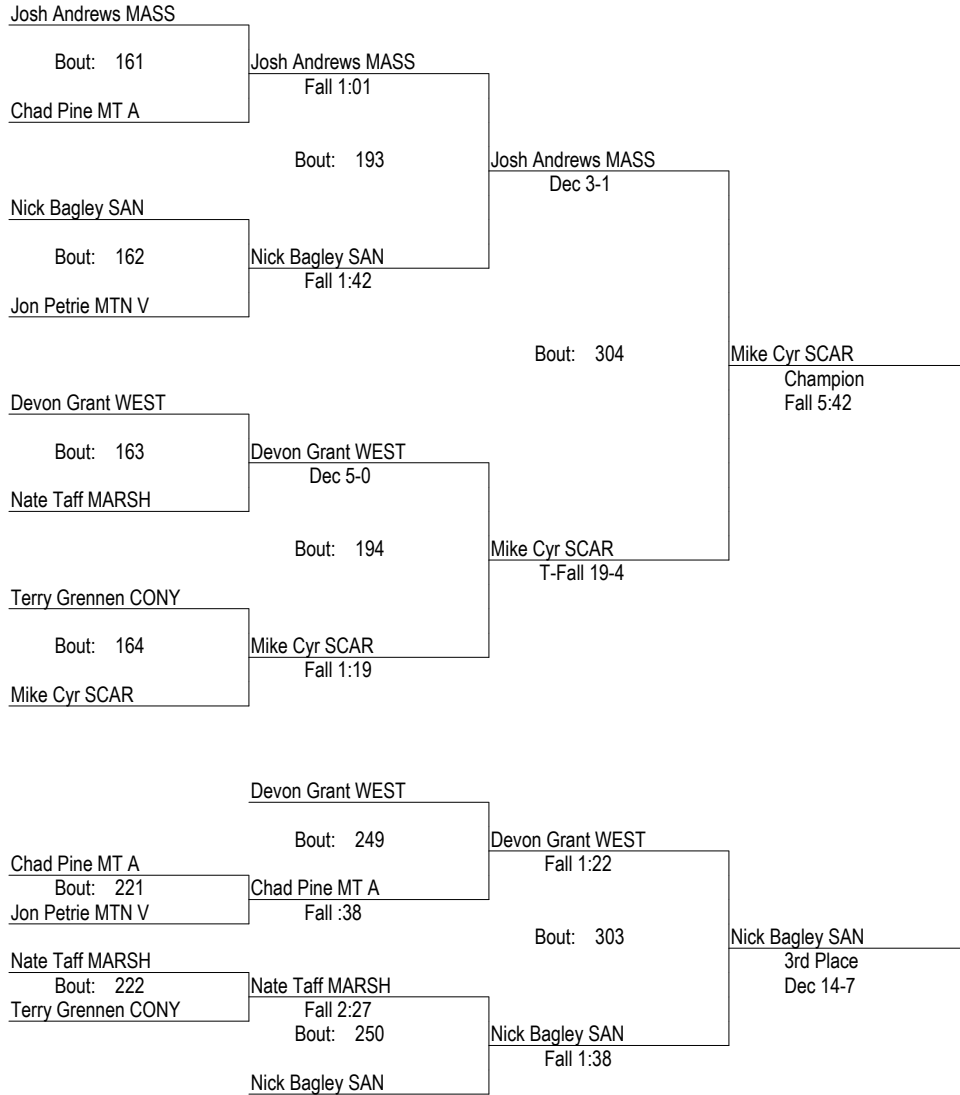 Josh Andrews MASS
Bout: 161
Josh Andrews MASS
Fall 1:01
Chad Pine MT A
Bout: 193
Josh Andrews MASS
Dec 3-1
Nick Bagley SAN
Bout: 162
Nick Bagley SAN
Fall 1:42
Jon Petrie MTN V
Bout: 304
Mike Cyr SCAR
Champion
Fall 5:42
Devon Grant WEST
Bout: 163
Devon Grant WEST
Dec 5-0
Nate Taff MARSH
Bout: 194
Mike Cyr SCAR
T-Fall 19-4
Terry Grennen CONY
Bout: 164
Mike Cyr SCAR
Fall 1:19
Mike Cyr SCAR
Devon Grant WEST
Bout: 249
Devon Grant WEST
Fall 1:22
Chad Pine MT A
Bout: 221
Chad Pine MT A
Fall :38
Jon Petrie MTN V
Bout: 303
Nick Bagley SAN
3rd Place
Dec 14-7
Nate Taff MARSH
Bout: 222
Nate Taff MARSH
Fall 2:27
Terry Grennen CONY
Bout: 250
Nick Bagley SAN
Fall 1:38
Nick Bagley SAN